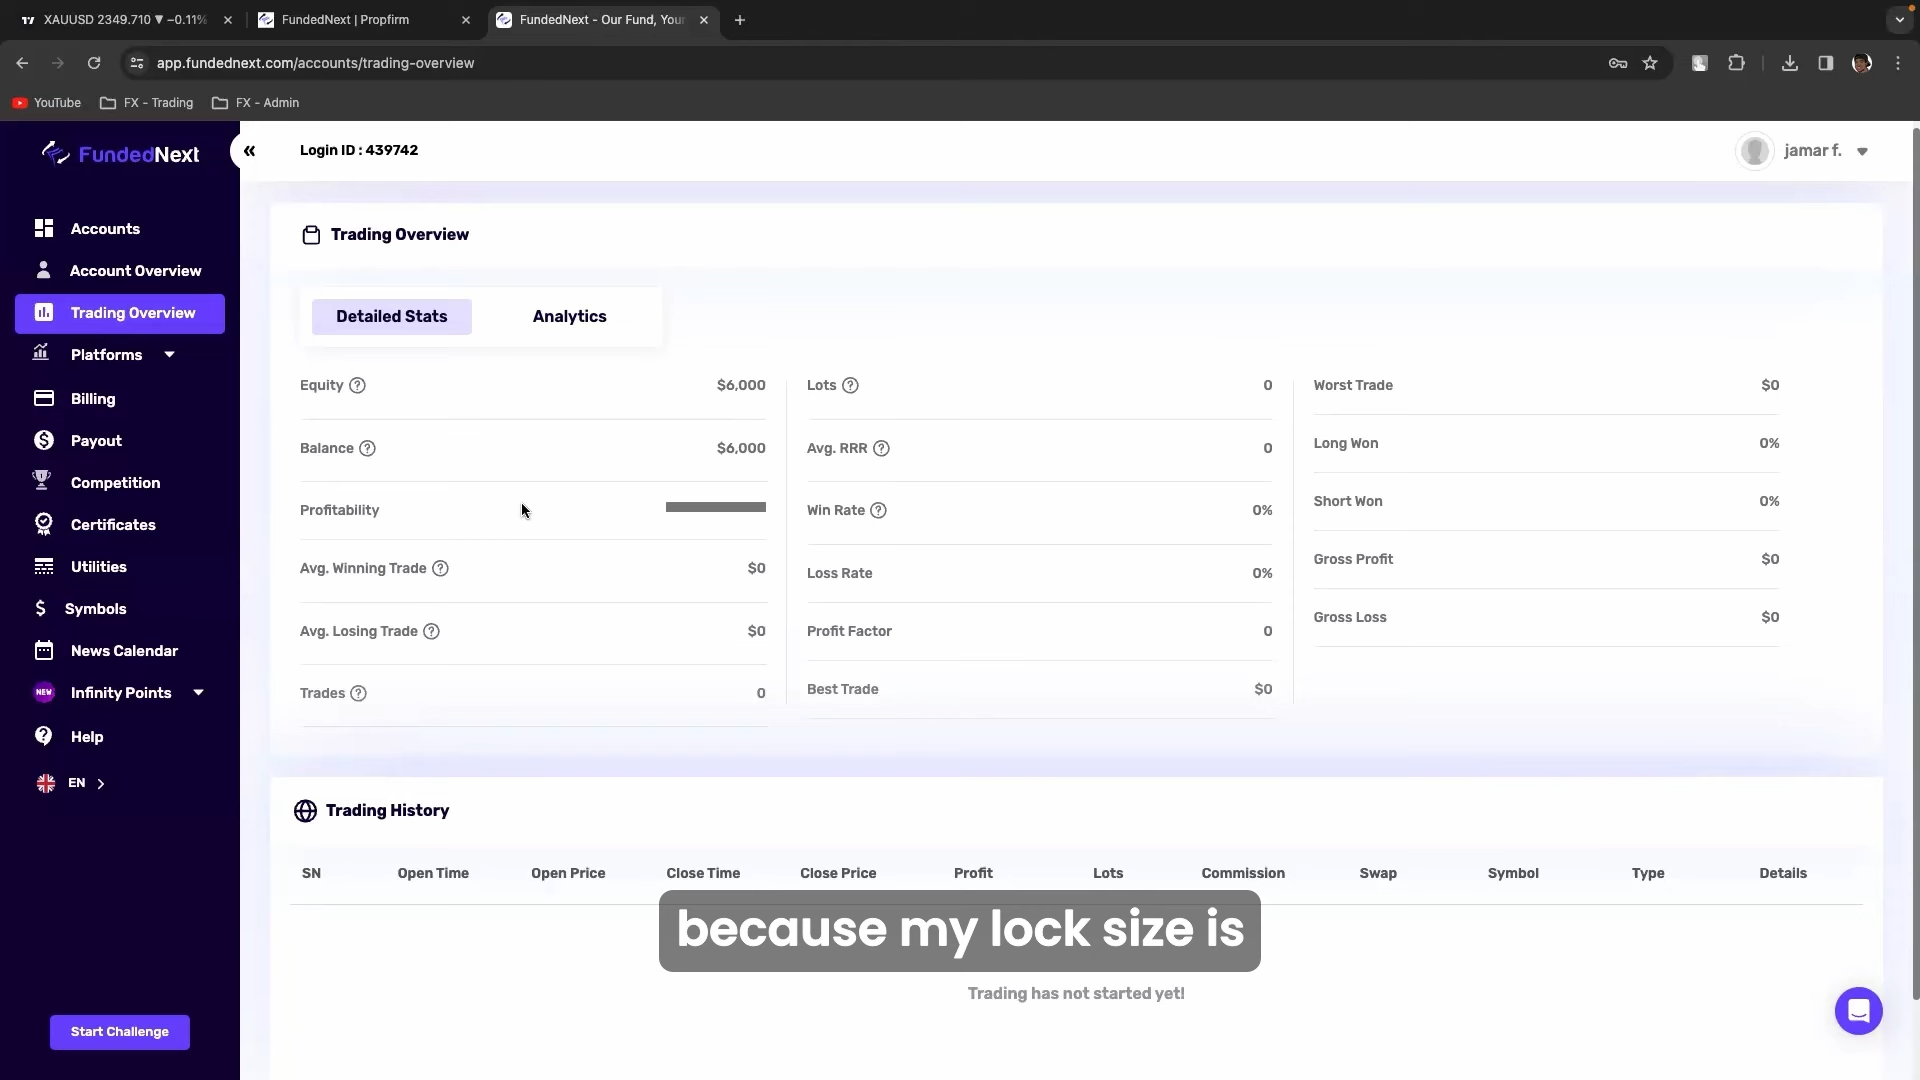 XAUUSD 2349.710 ▼ −0.11%
FundedNext | Propfirm
FundedNext - Our Fund, Your
app.fundednext.com/accounts/trading-overview
YouTube
FX - Trading
FX - Admin
FundedNext
Login ID : 439742
jamar f.
Accounts
Account Overview
Trading Overview
Platforms
Billing
Payout
Competition
Certificates
Utilities
$ Symbols
News Calendar
NEW Infinity Points
Help
EN
Start Challenge
Trading Overview
Detailed Stats
Analytics
Equity ? $6,000
Balance ? $6,000
Profitability
Avg. Winning Trade ? $0
Avg. Losing Trade ? $0
Trades ? 0
Lots ? 0
Avg. RRR ? 0
Win Rate ? 0%
Loss Rate 0%
Profit Factor 0
Best Trade $0
Worst Trade $0
Long Won 0%
Short Won 0%
Gross Profit $0
Gross Loss $0
Trading History
SN Open Time Open Price Close Time Close Price Profit Lots Commission Swap Symbol Type Details
because my lock size is
Trading has not started yet!